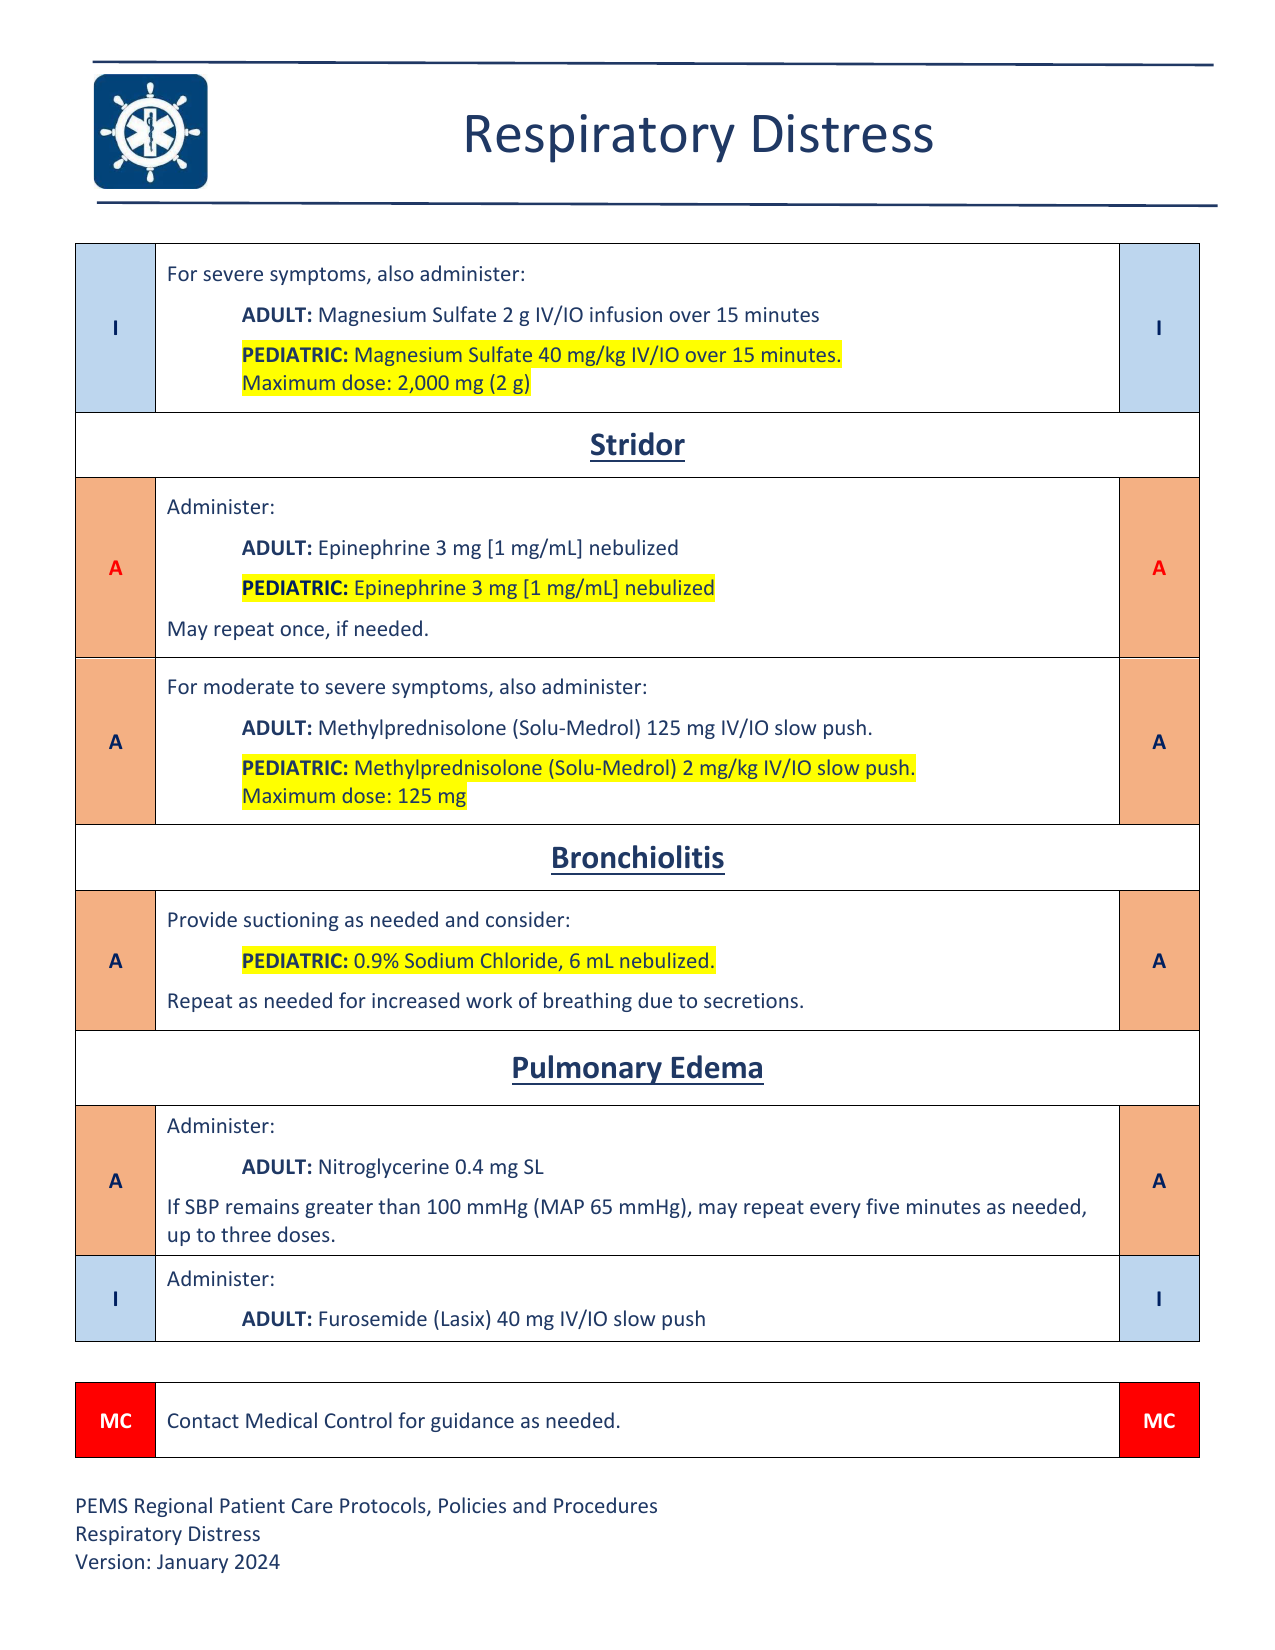 Respiratory Distress
I
For severe symptoms, also administer:
ADULT: Magnesium Sulfate 2 g IV/IO infusion over 15 minutes
PEDIATRIC: Magnesium Sulfate 40 mg/kg IV/IO over 15 minutes.
Maximum dose: 2,000 mg (2 g)
I
Stridor
A
Administer:
ADULT: Epinephrine 3 mg [1 mg/mL] nebulized
PEDIATRIC: Epinephrine 3 mg [1 mg/mL] nebulized
May repeat once, if needed.
A
A
For moderate to severe symptoms, also administer:
ADULT: Methylprednisolone (Solu-Medrol) 125 mg IV/IO slow push.
PEDIATRIC: Methylprednisolone (Solu-Medrol) 2 mg/kg IV/IO slow push.
Maximum dose: 125 mg
A
Bronchiolitis
A
Provide suctioning as needed and consider:
PEDIATRIC: 0.9% Sodium Chloride, 6 mL nebulized.
Repeat as needed for increased work of breathing due to secretions.
A
Pulmonary Edema
A
Administer:
ADULT: Nitroglycerine 0.4 mg SL
If SBP remains greater than 100 mmHg (MAP 65 mmHg), may repeat every five minutes as needed,
up to three doses.
A
I
Administer:
ADULT: Furosemide (Lasix) 40 mg IV/IO slow push
I
MC
Contact Medical Control for guidance as needed.
MC
PEMS Regional Patient Care Protocols, Policies and Procedures
Respiratory Distress
Version: January 2024